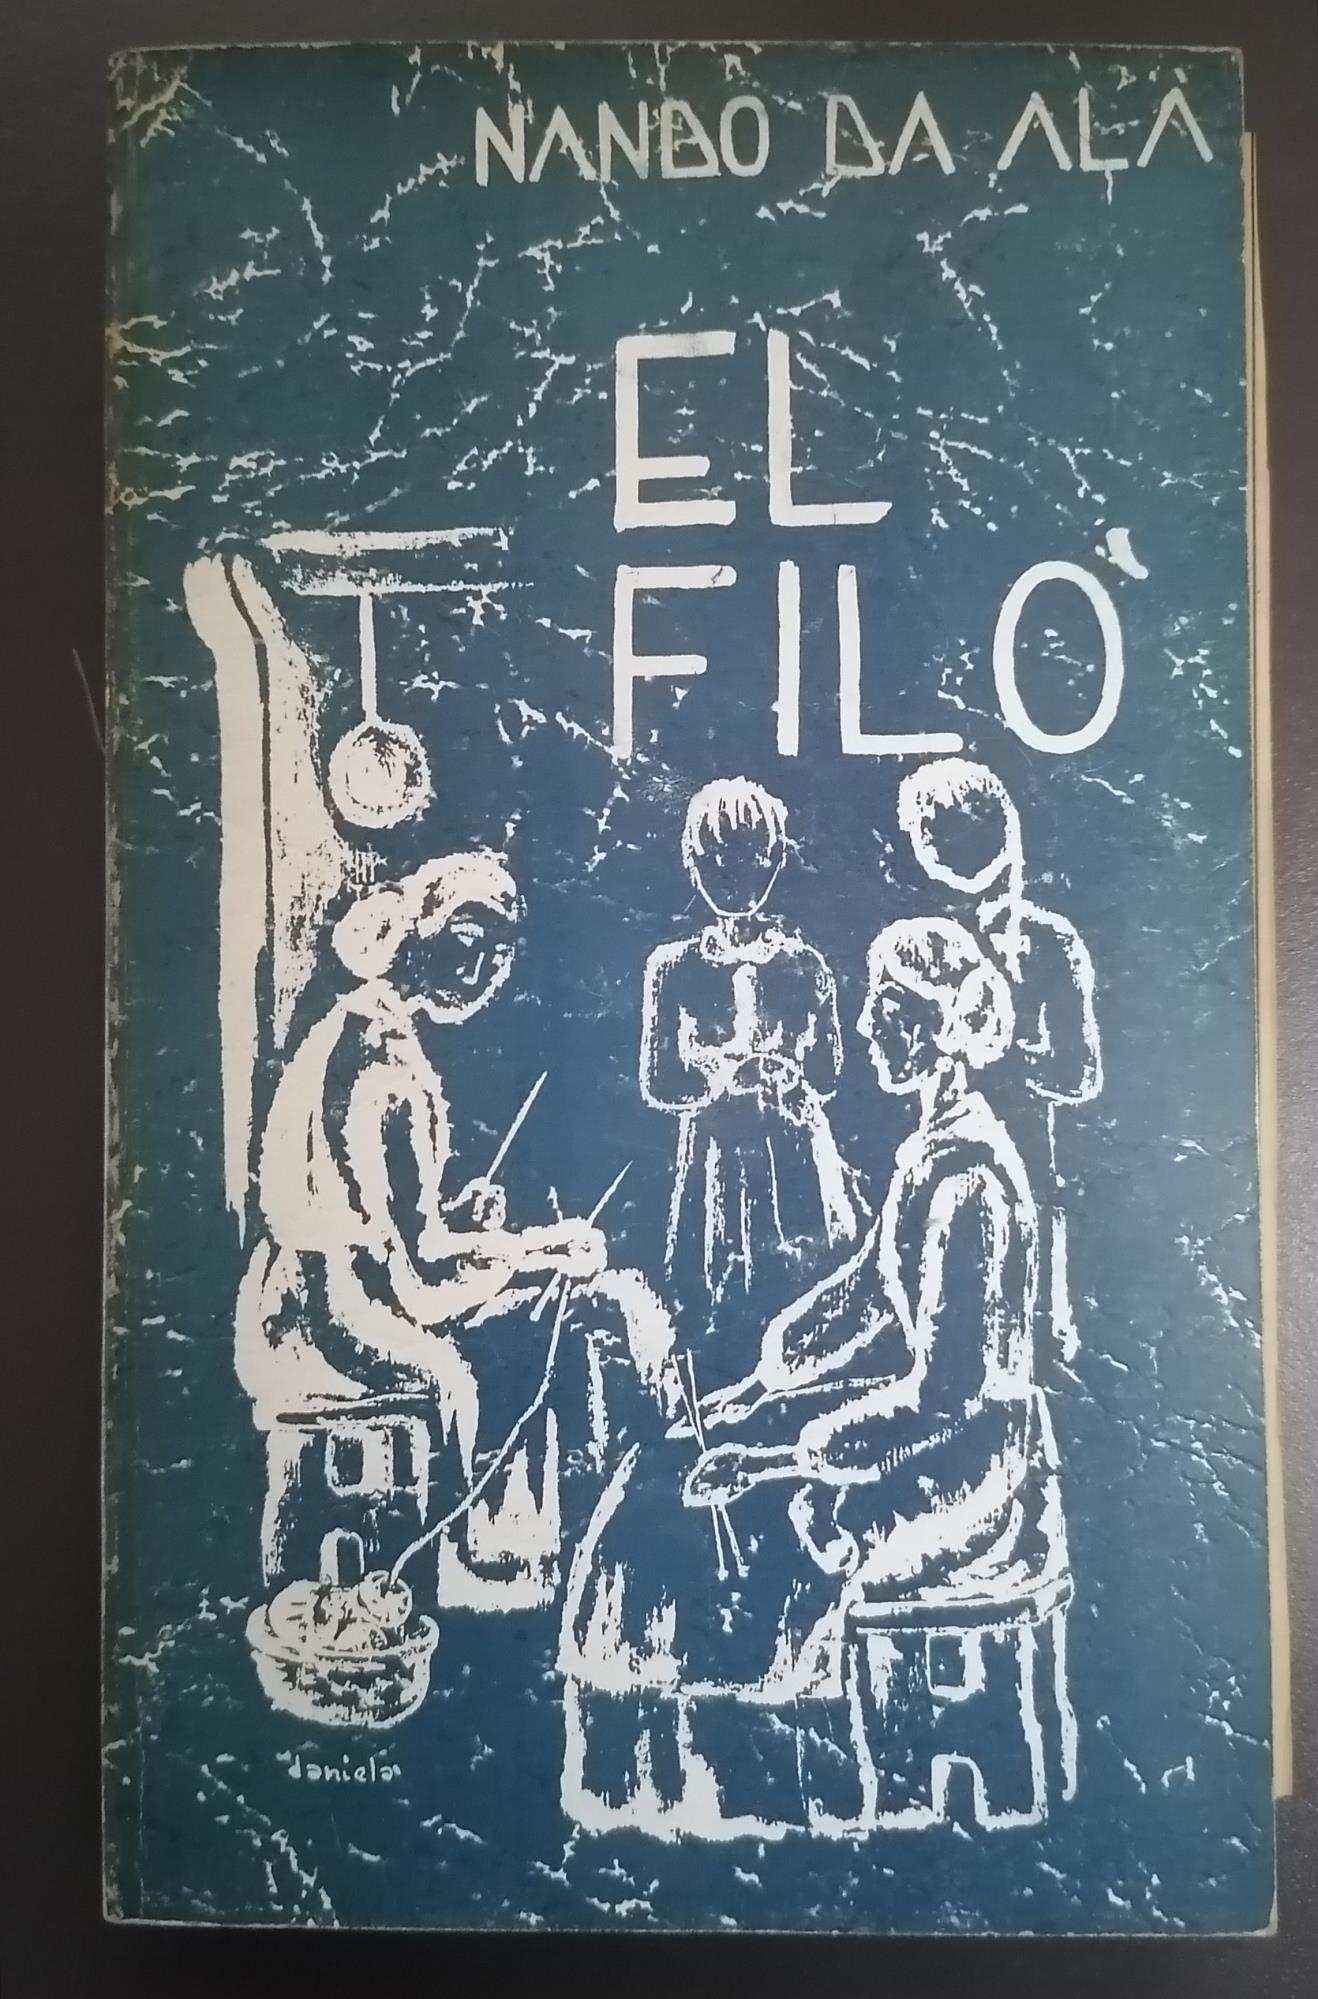 NANDO DA ALÀ
EL
FILÒ
daniela